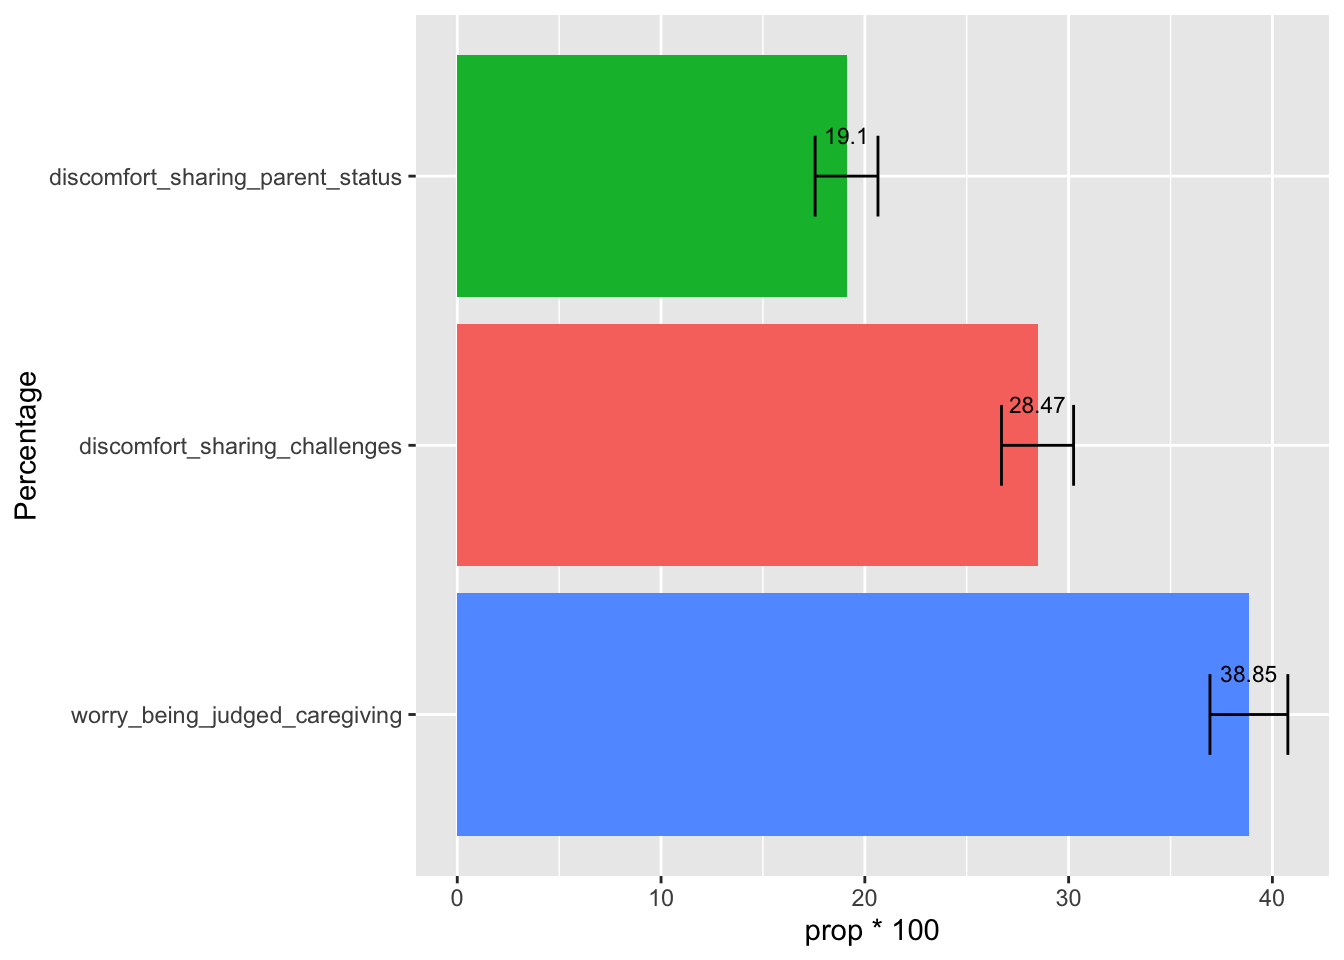 19.1
discomfort_sharing_parent_status
28.47
discomfort_sharing_challenges
38.85
worry_being_judged_caregiving
Percentage
0 10 20 30 40
prop * 100